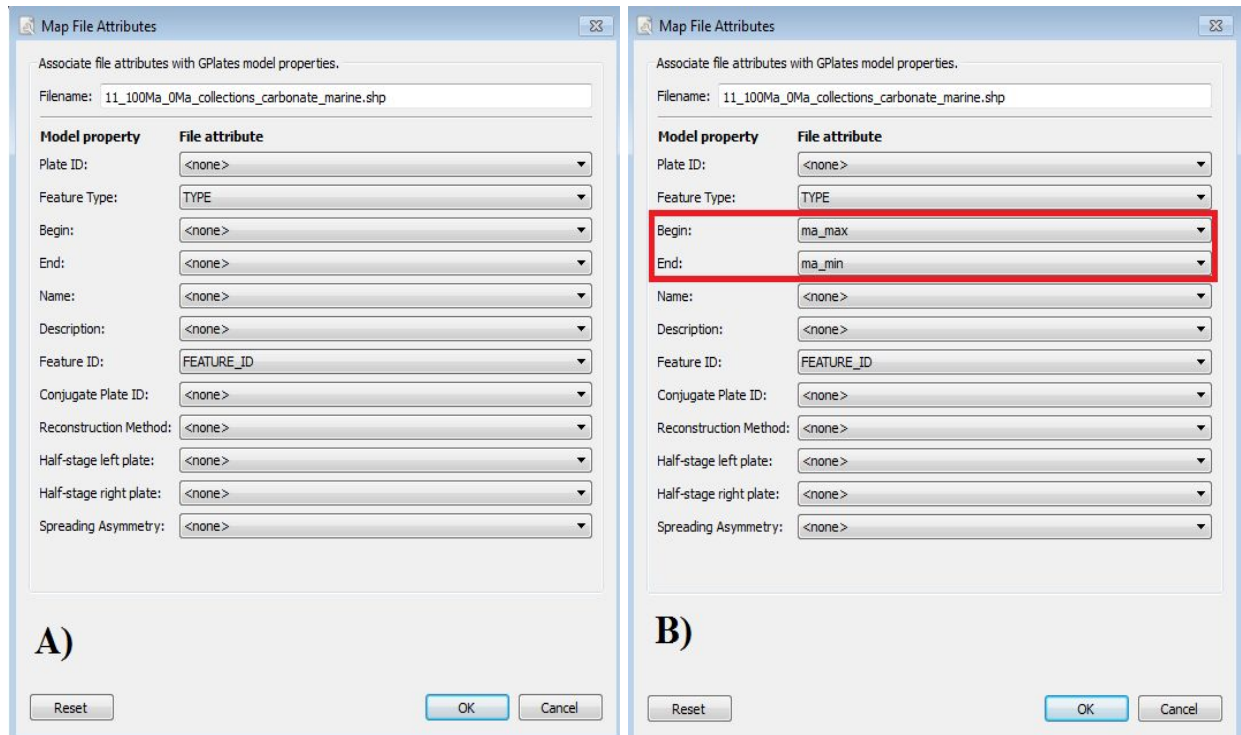 Map File Attributes
Associate file attributes with GPlates model properties.
Filename: 11_100Ma_0Ma_collections_carbonate_marine.shp
Model property File attribute
Plate ID: <none>
Feature Type: TYPE
Begin: <none>
End: <none>
Name: <none>
Description: <none>
Feature ID: FEATURE_ID
Conjugate Plate ID: <none>
Reconstruction Method: <none>
Half-stage left plate: <none>
Half-stage right plate: <none>
Spreading Asymmetry: <none>
A)
Reset OK Cancel
Map File Attributes
Associate file attributes with GPlates model properties.
Filename: 11_100Ma_0Ma_collections_carbonate_marine.shp
Model property File attribute
Plate ID: <none>
Feature Type: TYPE
Begin: ma_max
End: ma_min
Name: <none>
Description: <none>
Feature ID: FEATURE_ID
Conjugate Plate ID: <none>
Reconstruction Method: <none>
Half-stage left plate: <none>
Half-stage right plate: <none>
Spreading Asymmetry: <none>
B)
Reset OK Cancel